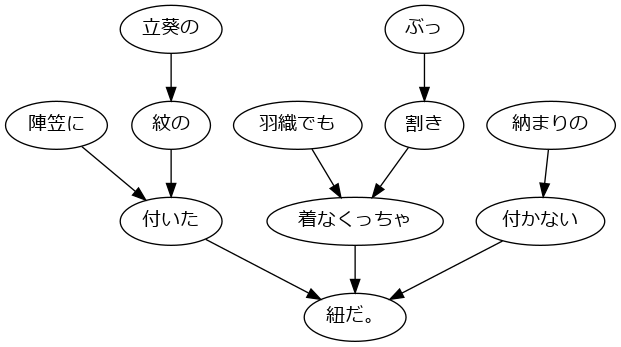 立葵の
ぶっ
陣笠に
紋の
羽織でも
割き
納まりの
付いた
着なくっちゃ
付かない
紐だ。